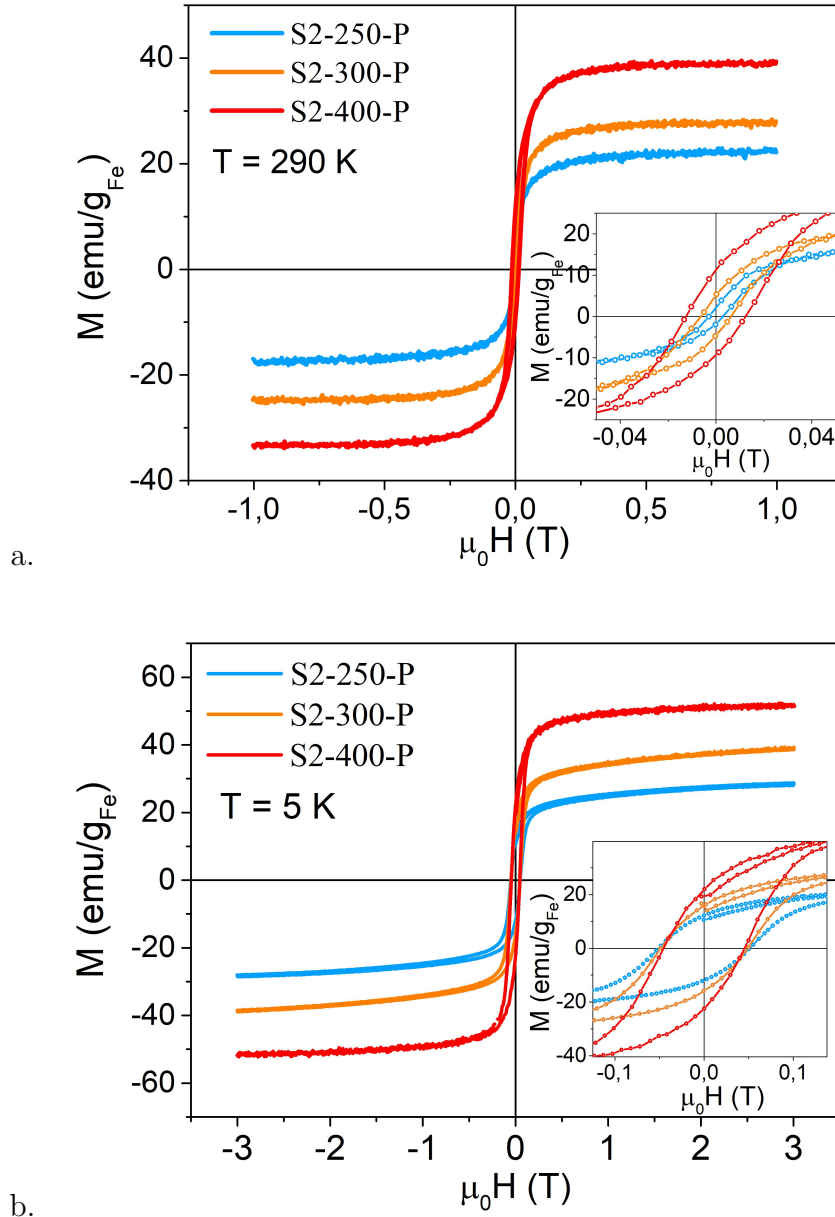 S2-250-P
S2-300-P
S2-400-P
T = 290 K
M (emu/g_Fe)
40
20
0
-20
-40
-1,0
-0,5
0,0
0,5
1,0
μ₀H (T)
M (emu/g_Fe)
20
10
0
-10
-20
-0,04
0,00
0,04
μ₀H (T)
a.
S2-250-P
S2-300-P
S2-400-P
T = 5 K
M (emu/g_Fe)
60
40
20
0
-20
-40
-60
-3
-2
-1
0
1
2
3
μ₀H (T)
M (emu/g_Fe)
40
20
0
-20
-40
-0,1
0,0
0,1
μ₀H (T)
b.